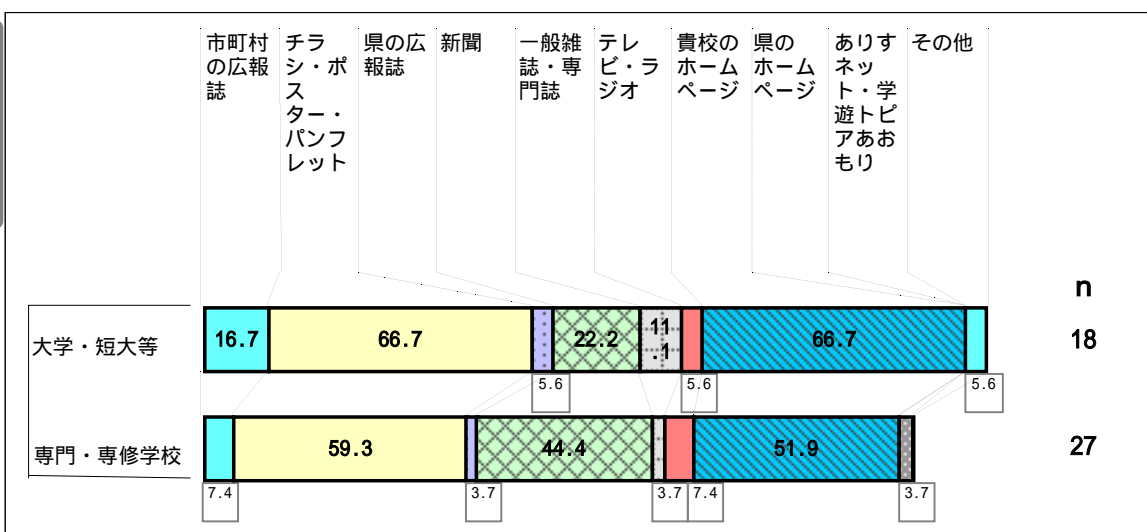 市町村
の広報
誌
チラ
シ・ポ
ス
ター・
パンフ
レット
県の広
報誌
新聞
一般雑
誌・専
門誌
テレ
ビ・ラ
ジオ
貴校の
ホーム
ページ
県の
ホーム
ページ
ありす
ネッ
ト・学
遊トピ
アあお
もり
その他
n
大学・短大等
16.7
66.7
22.2
11
.1
66.7
18
5.6
5.6
5.6
専門・専修学校
59.3
44.4
51.9
27
7.4
3.7
3.7
7.4
3.7